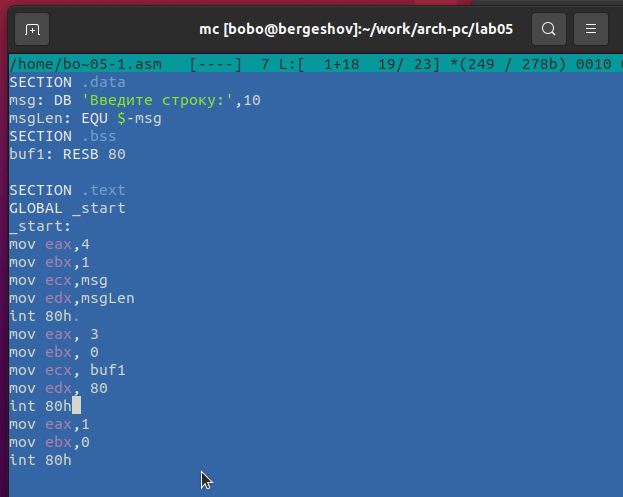 mc [bobo@bergeshov]:~/work/arch-pc/lab05
/home/bo~05-1.asm   [----]  7 L:[  1+18  19/ 23] *(249 / 278b) 0010
SECTION .data
msg: DB 'Введите строку:',10
msgLen: EQU $-msg
SECTION .bss
buf1: RESB 80

SECTION .text
GLOBAL _start
_start:
mov eax,4
mov ebx,1
mov ecx,msg
mov edx,msgLen
int 80h.
mov eax, 3
mov ebx, 0
mov ecx, buf1
mov edx, 80
int 80h
mov eax,1
mov ebx,0
int 80h